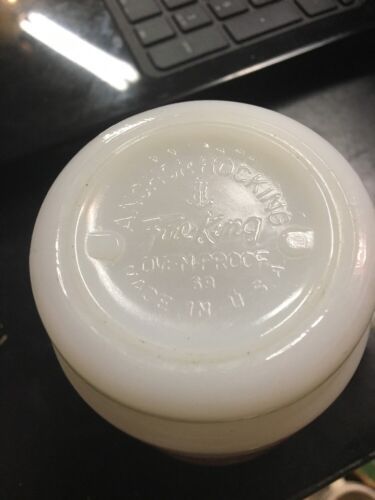 ANCHOR HOCKING
Fire-King
OVEN-PROOF
39
MADE IN U.S.A